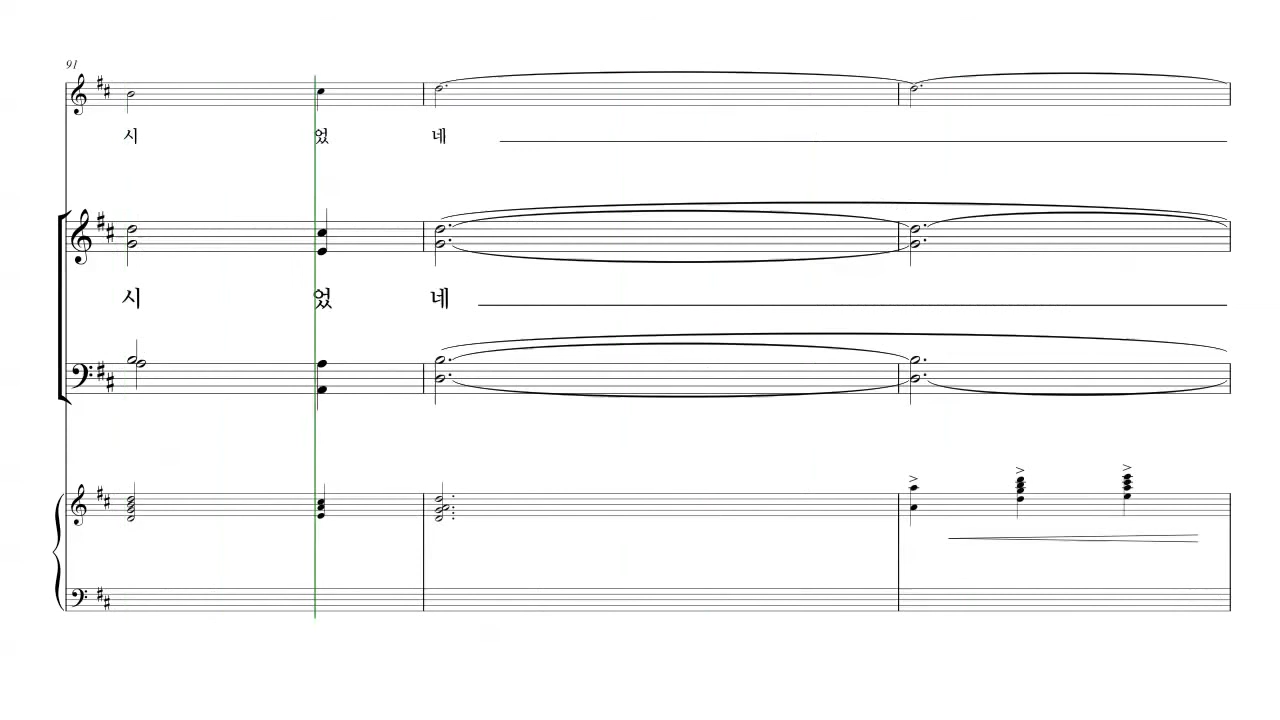 91
시 었 네
시 었 네